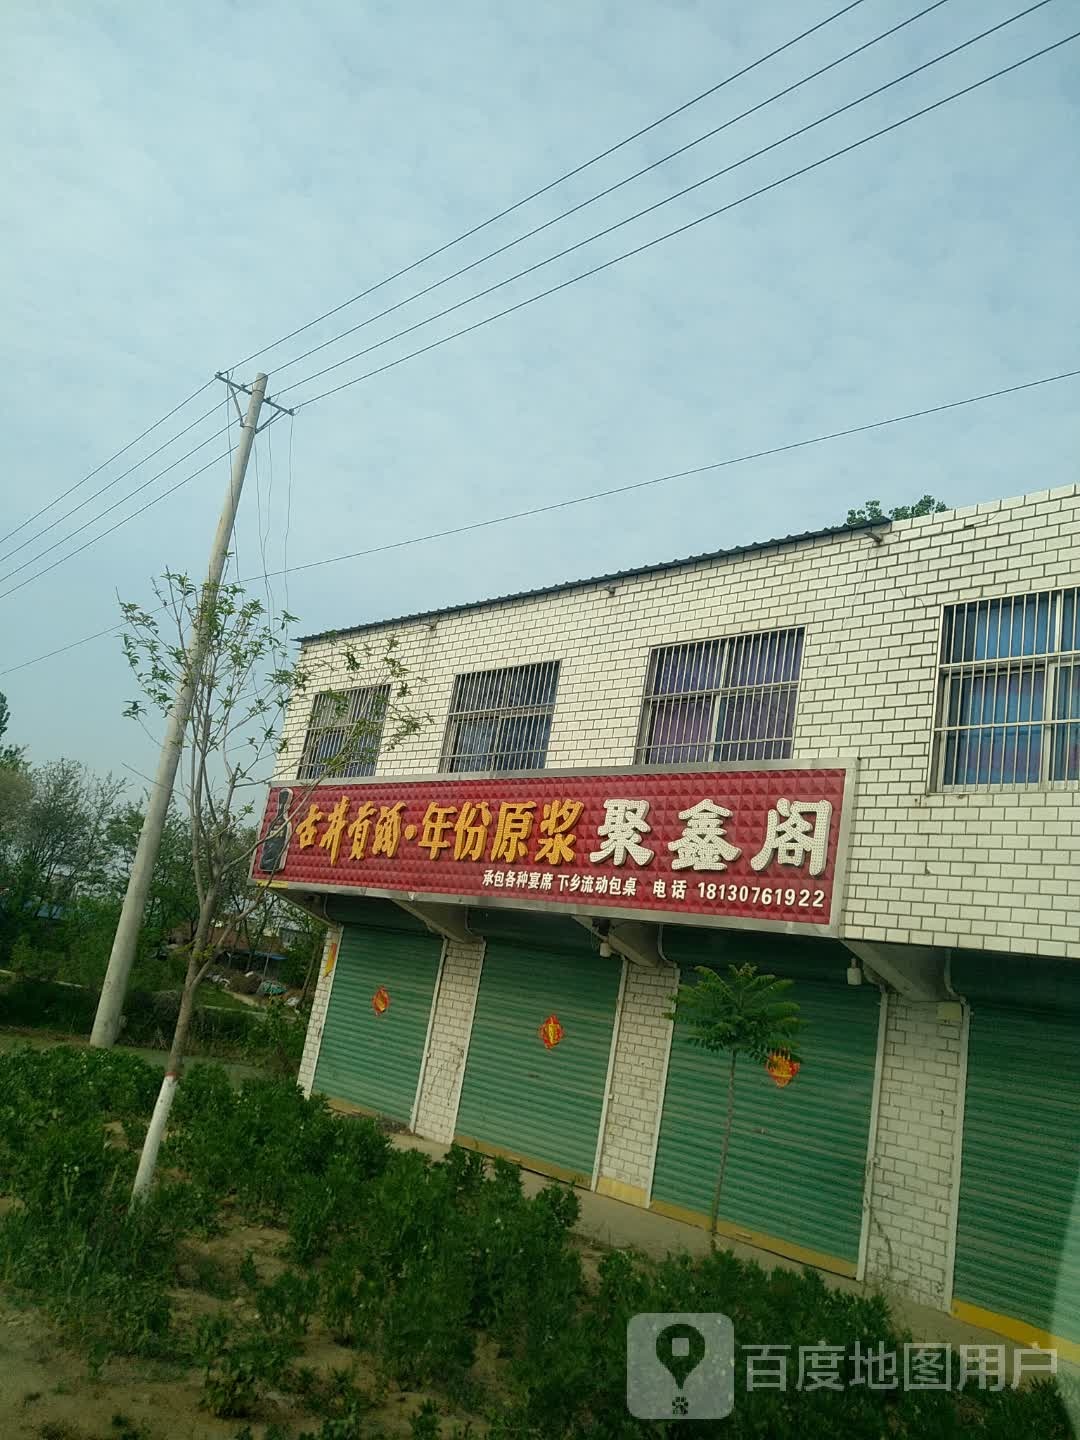 古井贡酒·年份原浆 聚鑫阁
承包各种宴席 下乡流动包桌 电话 18130761922
百度地图用户